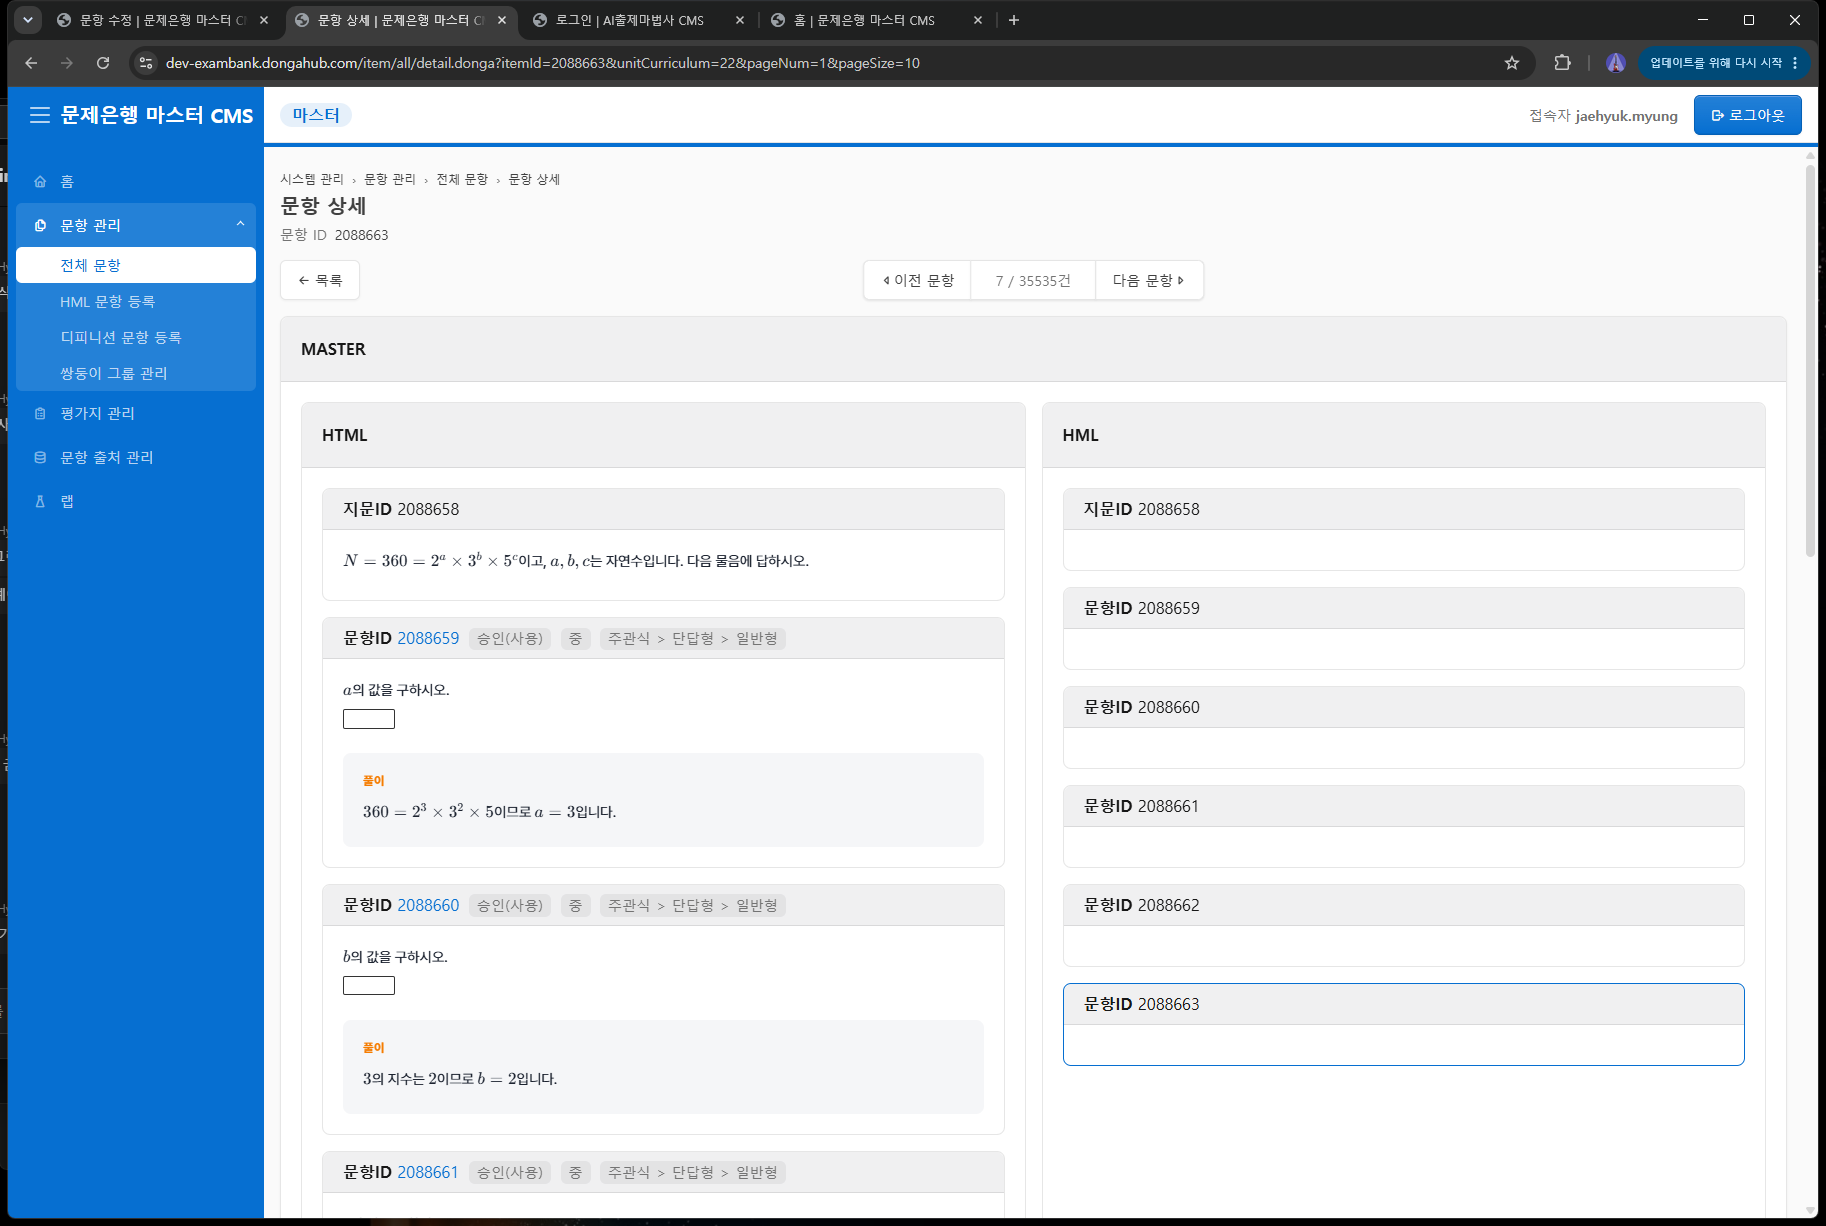 문항 수정 | 문제은행 마스터
문항 상세 | 문제은행 마스터
로그인 | AI출제마법사 CMS
홈 | 문제은행 마스터 CMS
dev-exambank.dongahub.com/item/all/detail.donga?itemId=2088663&unitCurriculum=22&pageNum=1&pageSize=10
업데이트를 위해 다시 시작
문제은행 마스터 CMS
마스터
접속자 jaehyuk.myung
로그아웃
홈
문항 관리
전체 문항
HML 문항 등록
디피니션 문항 등록
쌍둥이 그룹 관리
평가지 관리
문항 출처 관리
랩
시스템 관리 › 문항 관리 › 전체 문항 › 문항 상세
문항 상세
문항 ID 2088663
← 목록
이전 문항
7 / 35535건
다음 문항
MASTER
HTML
지문ID 2088658
N = 360 = 2ᵃ × 3ᵇ × 5ᶜ이고, a, b, c는 자연수입니다. 다음 물음에 답하시오.
문항ID 2088659 승인(사용) 중 주관식 > 단답형 > 일반형
a의 값을 구하시오.
풀이
360 = 2³ × 3² × 5이므로 a = 3입니다.
문항ID 2088660 승인(사용) 중 주관식 > 단답형 > 일반형
b의 값을 구하시오.
풀이
3의 지수는 2이므로 b = 2입니다.
문항ID 2088661 승인(사용) 중 주관식 > 단답형 > 일반형
HML
지문ID 2088658
문항ID 2088659
문항ID 2088660
문항ID 2088661
문항ID 2088662
문항ID 2088663